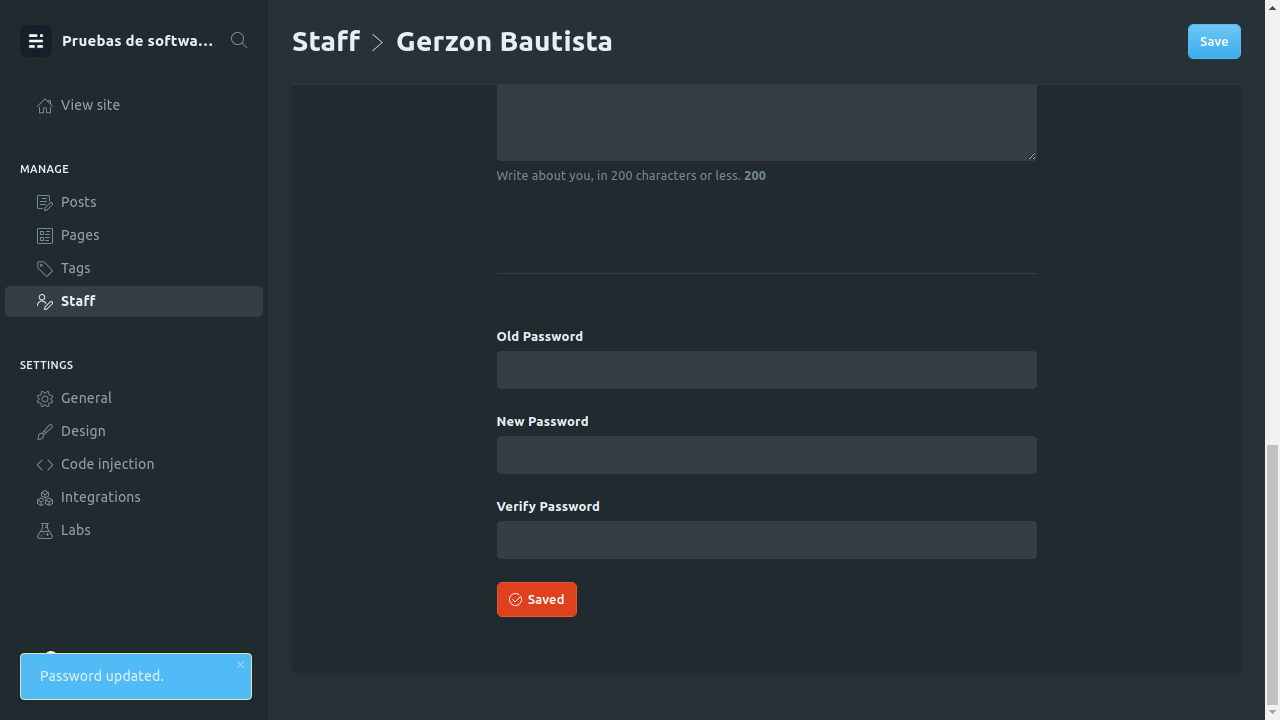 Pruebas de softwa...
Staff > Gerzon Bautista
Save
View site
MANAGE
Posts
Pages
Tags
Staff
SETTINGS
General
Design
Code injection
Integrations
Labs
Write about you, in 200 characters or less. 200
Old Password
New Password
Verify Password
Saved
Password updated.